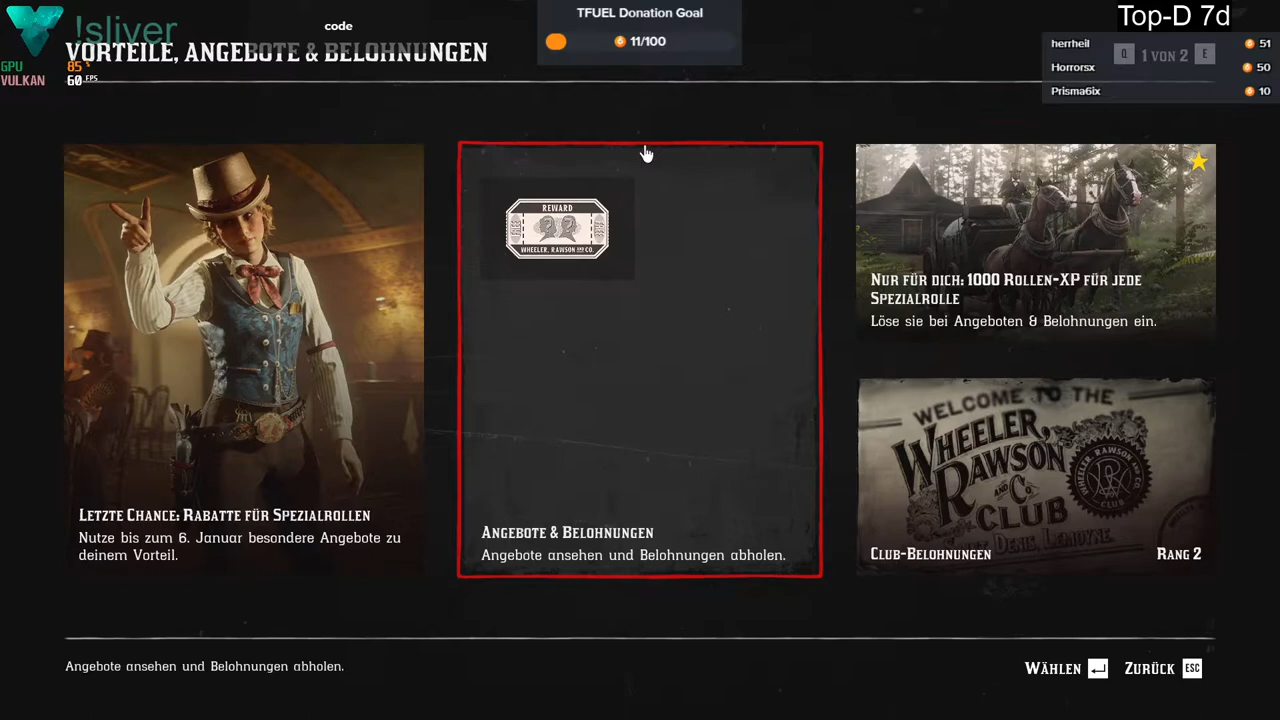 !sliver
code
TFUEL Donation Goal
11/100
Top-D 7d
VORTEILE, ANGEBOTE & BELOHNUNGEN
GPU 85 %
VULKAN 60 FPS
herrheil 51
Horrorsx 50
Prisma6ix 10
Q 1 VON 2 E
LETZTE CHANCE: RABATTE FÜR SPEZIALROLLEN
Nutze bis zum 6. Januar besondere Angebote zu
deinem Vorteil.
REWARD
WHEELER, RAWSON AND CO.
ANGEBOTE & BELOHNUNGEN
Angebote ansehen und Belohnungen abholen.
NUR FÜR DICH: 1000 ROLLEN-XP FÜR JEDE
SPEZIALROLLE
Löse sie bei Angeboten & Belohnungen ein.
WELCOME TO THE
WHEELER,
RAWSON
AND CO.
CLUB
SAINT DENIS, LEMOYNE.
CLUB-BELOHNUNGEN RANG 2
Angebote ansehen und Belohnungen abholen.
WÄHLEN
ZURÜCK ESC